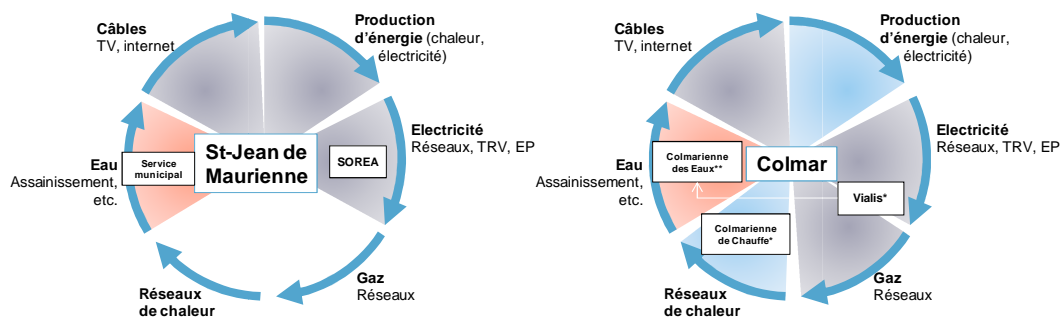 Câbles
TV, internet
Production
d’énergie (chaleur,
électricité)
St-Jean de
Maurienne
SOREA
Service
municipal
Electricité
Réseaux, TRV, EP
Eau
Assainissement,
etc.
Gaz
Réseaux
Réseaux
de chaleur
Câbles
TV, internet
Production
d’énergie (chaleur,
électricité)
Colmar
Colmarienne
des Eaux**
Vialis*
Colmarienne
de Chauffe*
Electricité
Réseaux, TRV, EP
Eau
Assainissement,
etc.
Gaz
Réseaux
Réseaux
de chaleur